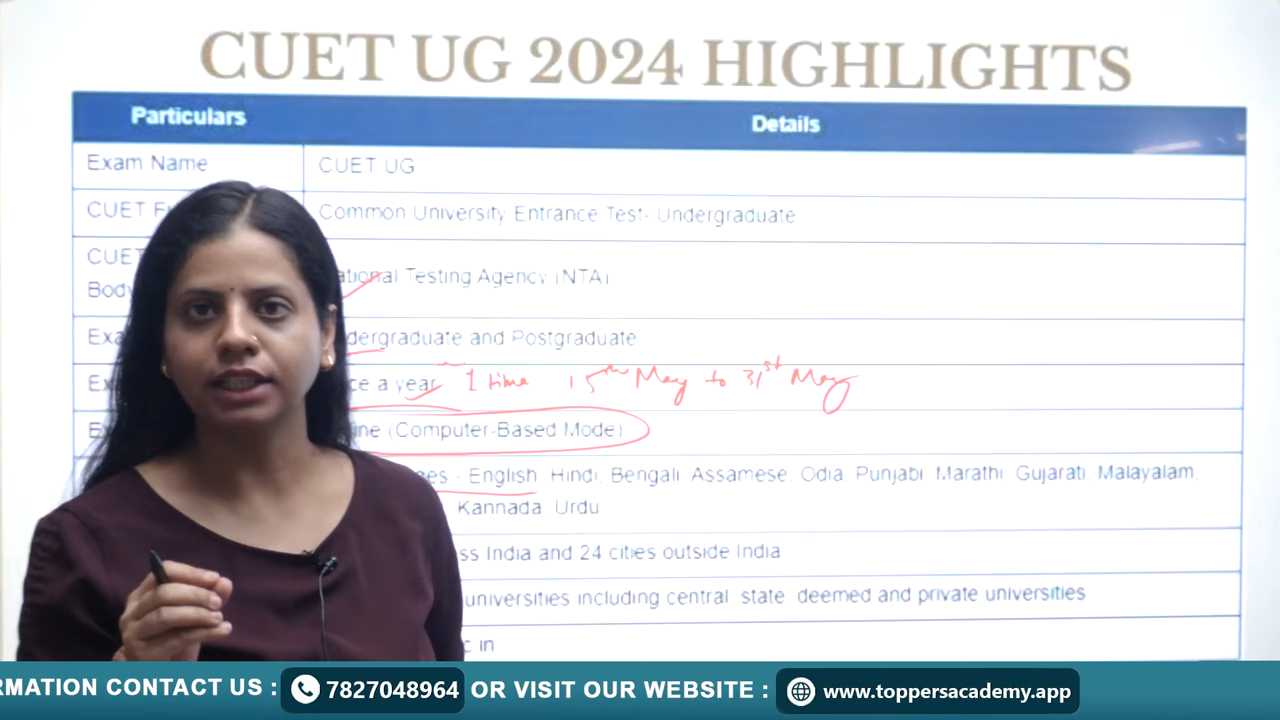 CUET UG 2024 HIGHLIGHTS
Particulars Details
Exam Name CUET UG
CUET Common University Entrance Test- Undergraduate
CUET
Body
ational Testing Agency (NTA)
Exa dergraduate and Postgraduate
ce a year 1 time 15th May to 31st May
ine (Computer-Based Mode)
es - English Hindi, Bengali Assamese, Odia Punjabi Marathi Gujarati, Malayalam,
Kannada Urdu
ss India and 24 cities outside India
universities including central state deemed and private universities
c in
RMATION CONTACT US : 7827048964 OR VISIT OUR WEBSITE : www.toppersacademy.app